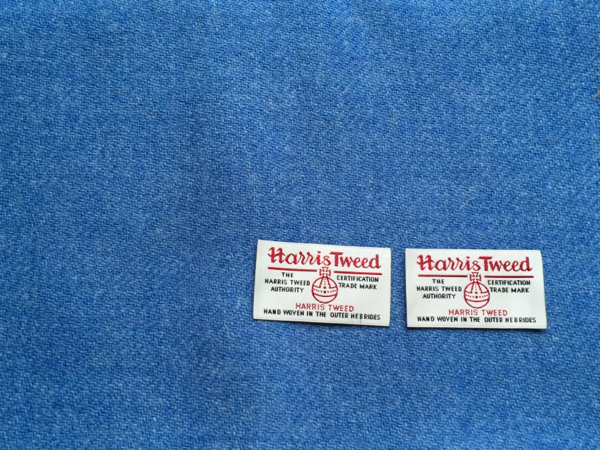 Harris Tweed
THE CERTIFICATION
HARRIS TWEED TRADE MARK
AUTHORITY
HARRIS TWEED
HAND WOVEN IN THE OUTER HEBRIDES
Harris Tweed
THE CERTIFICATION
HARRIS TWEED TRADE MARK
AUTHORITY
HARRIS TWEED
HAND WOVEN IN THE OUTER HEBRIDES